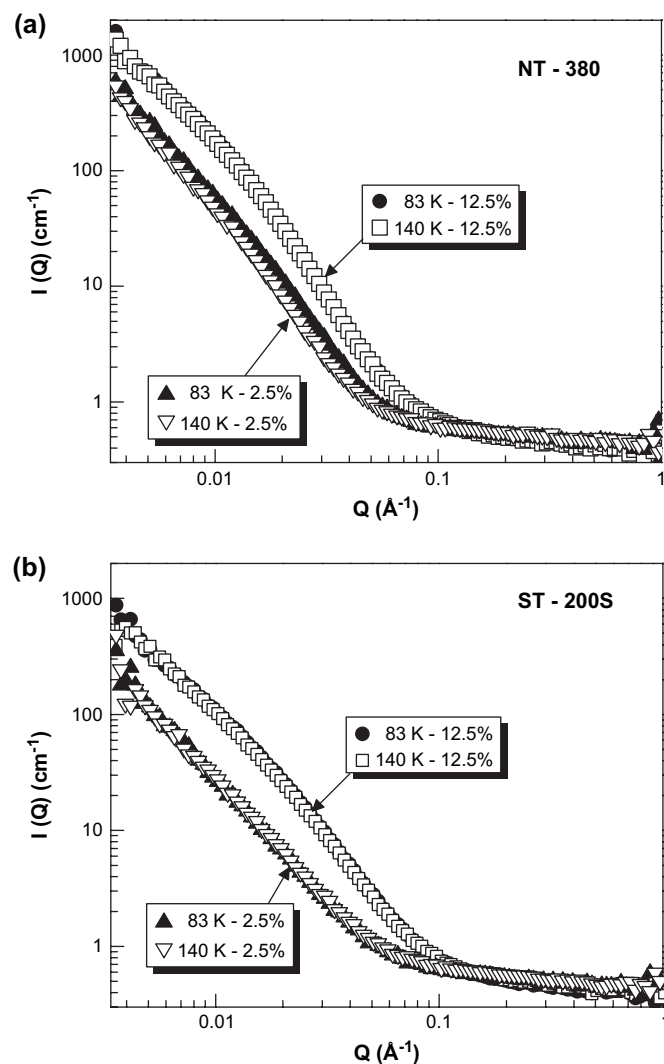 (a)
NT - 380
1000
100
10
1
I (Q) (cm⁻¹)
83 K - 12.5%
140 K - 12.5%
83 K - 2.5%
140 K - 2.5%
0.01
0.1
1
Q (Å⁻¹)
(b)
ST - 200S
1000
100
10
1
I (Q) (cm⁻¹)
83 K - 12.5%
140 K - 12.5%
83 K - 2.5%
140 K - 2.5%
0.01
0.1
1
Q (Å⁻¹)